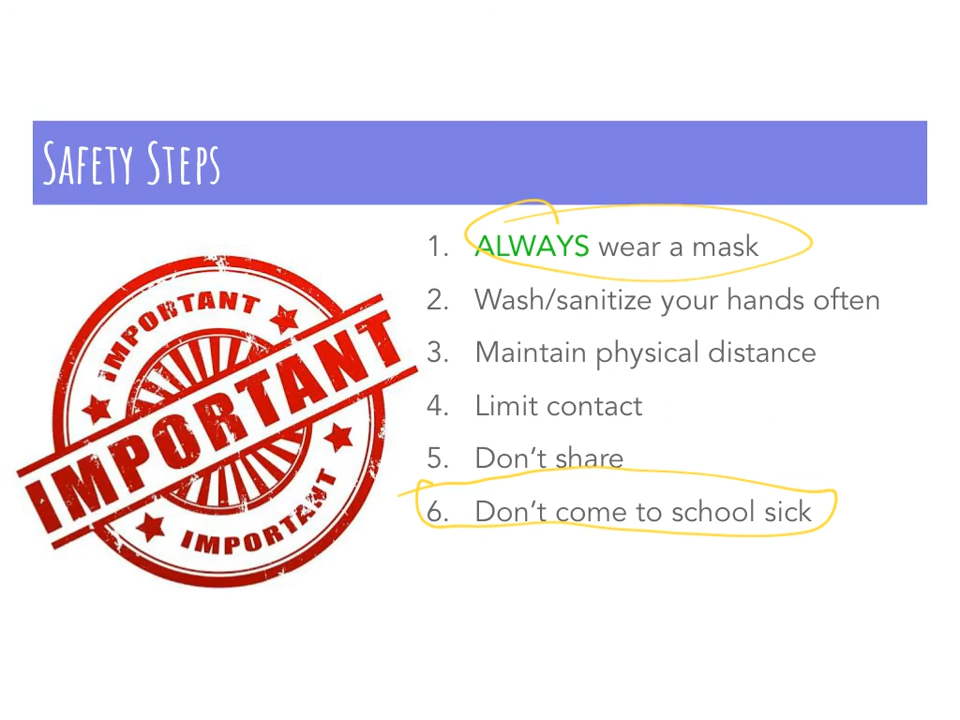 Safety Steps
IMPORTANT
IMPORTANT
IMPORTANT
1. ALWAYS wear a mask
2. Wash/sanitize your hands often
3. Maintain physical distance
4. Limit contact
5. Don't share
6. Don't come to school sick